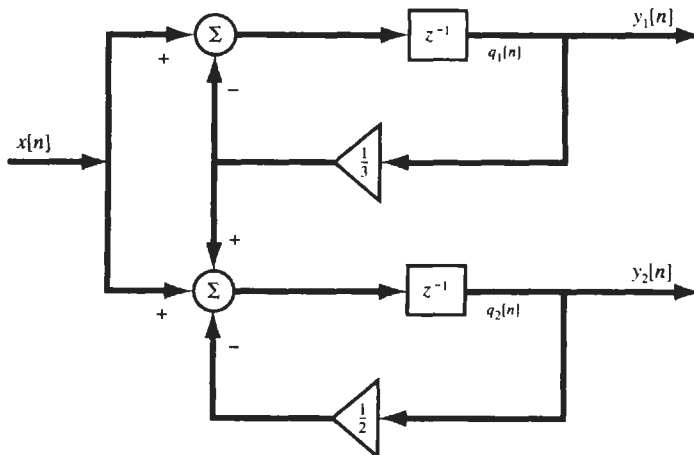 y₁[n]
+ Σ z⁻¹ q₁[n]
−
x[n]
1/3
+
y₂[n]
+ Σ z⁻¹ q₂[n]
−
1/2